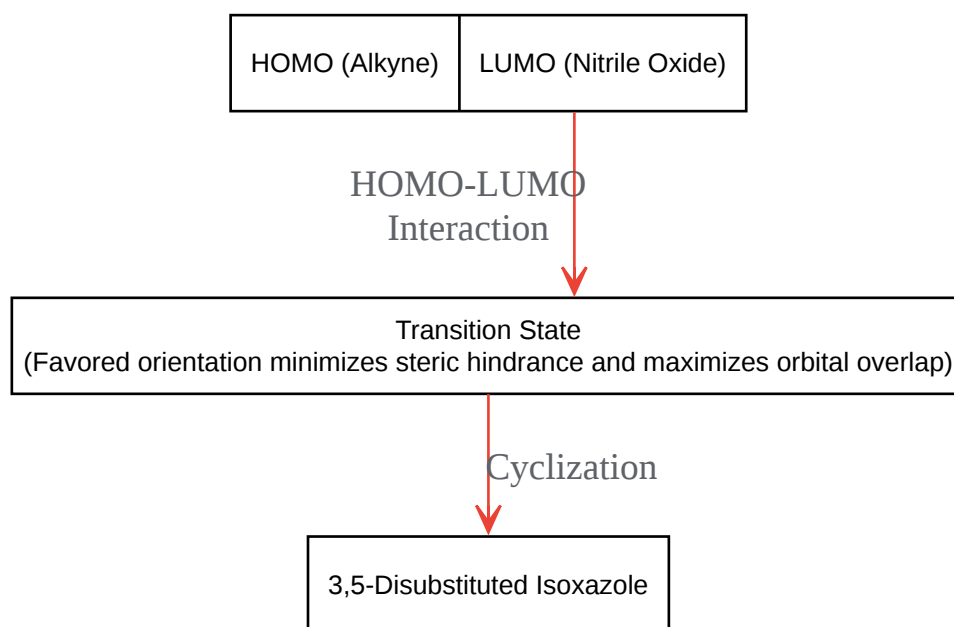 HOMO (Alkyne)
LUMO (Nitrile Oxide)
HOMO-LUMO
Interaction
Transition State
(Favored orientation minimizes steric hindrance and maximizes orbital overlap)
Cyclization
3,5-Disubstituted Isoxazole